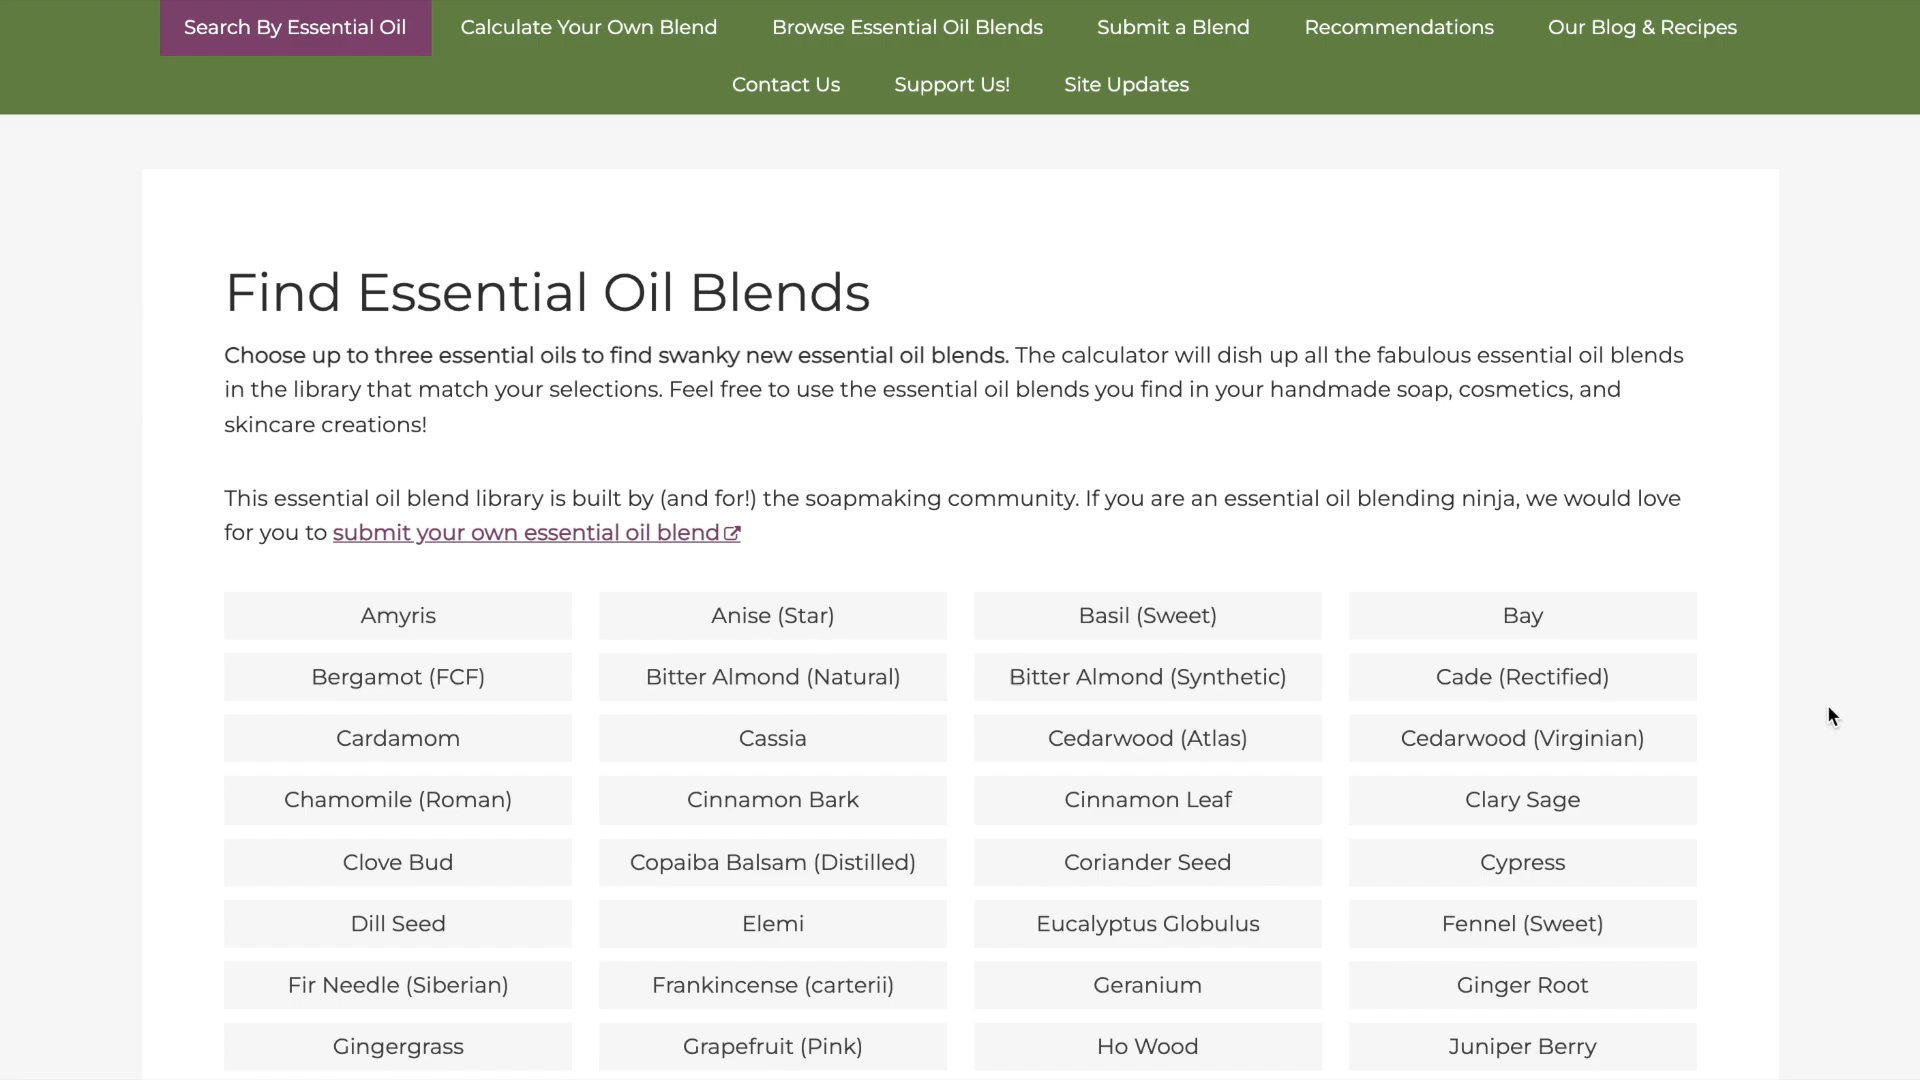 Search By Essential Oil Calculate Your Own Blend Browse Essential Oil Blends Submit a Blend Recommendations Our Blog & Recipes
Contact Us Support Us! Site Updates
Find Essential Oil Blends
Choose up to three essential oils to find swanky new essential oil blends. The calculator will dish up all the fabulous essential oil blends
in the library that match your selections. Feel free to use the essential oil blends you find in your handmade soap, cosmetics, and
skincare creations!
This essential oil blend library is built by (and for!) the soapmaking community. If you are an essential oil blending ninja, we would love
for you to submit your own essential oil blend
Amyris Anise (Star) Basil (Sweet) Bay
Bergamot (FCF) Bitter Almond (Natural) Bitter Almond (Synthetic) Cade (Rectified)
Cardamom Cassia Cedarwood (Atlas) Cedarwood (Virginian)
Chamomile (Roman) Cinnamon Bark Cinnamon Leaf Clary Sage
Clove Bud Copaiba Balsam (Distilled) Coriander Seed Cypress
Dill Seed Elemi Eucalyptus Globulus Fennel (Sweet)
Fir Needle (Siberian) Frankincense (carterii) Geranium Ginger Root
Gingergrass Grapefruit (Pink) Ho Wood Juniper Berry